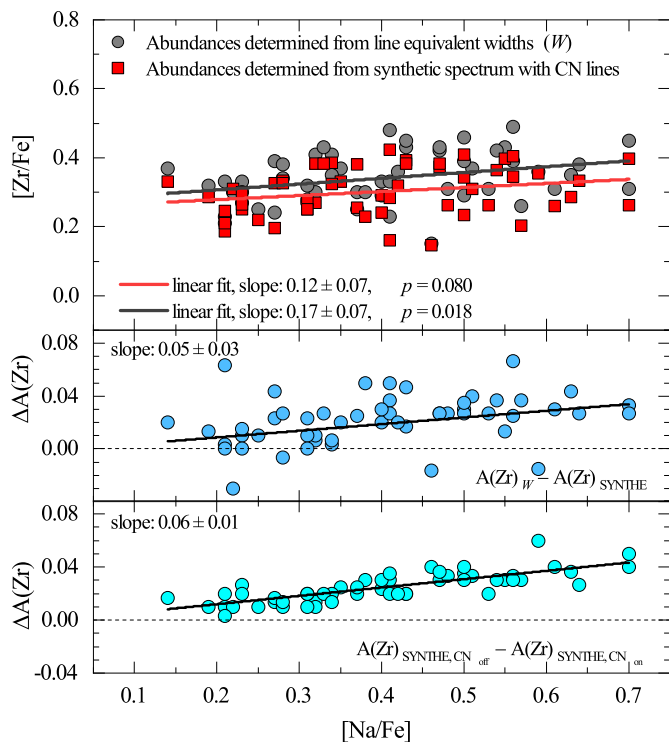 Abundances determined from line equivalent widths (W)
Abundances determined from synthetic spectrum with CN lines
[Zr/Fe]
0.8
0.6
0.4
0.2
0.0
linear fit, slope: 0.12 ± 0.07, p = 0.080
linear fit, slope: 0.17 ± 0.07, p = 0.018
slope: 0.05 ± 0.03
ΔA(Zr)
0.08
0.04
0.00
A(Zr) W – A(Zr) SYNTHE
slope: 0.06 ± 0.01
ΔA(Zr)
0.08
0.04
0.00
-0.04
A(Zr) SYNTHE, CN off – A(Zr) SYNTHE, CN on
0.1 0.2 0.3 0.4 0.5 0.6 0.7
[Na/Fe]